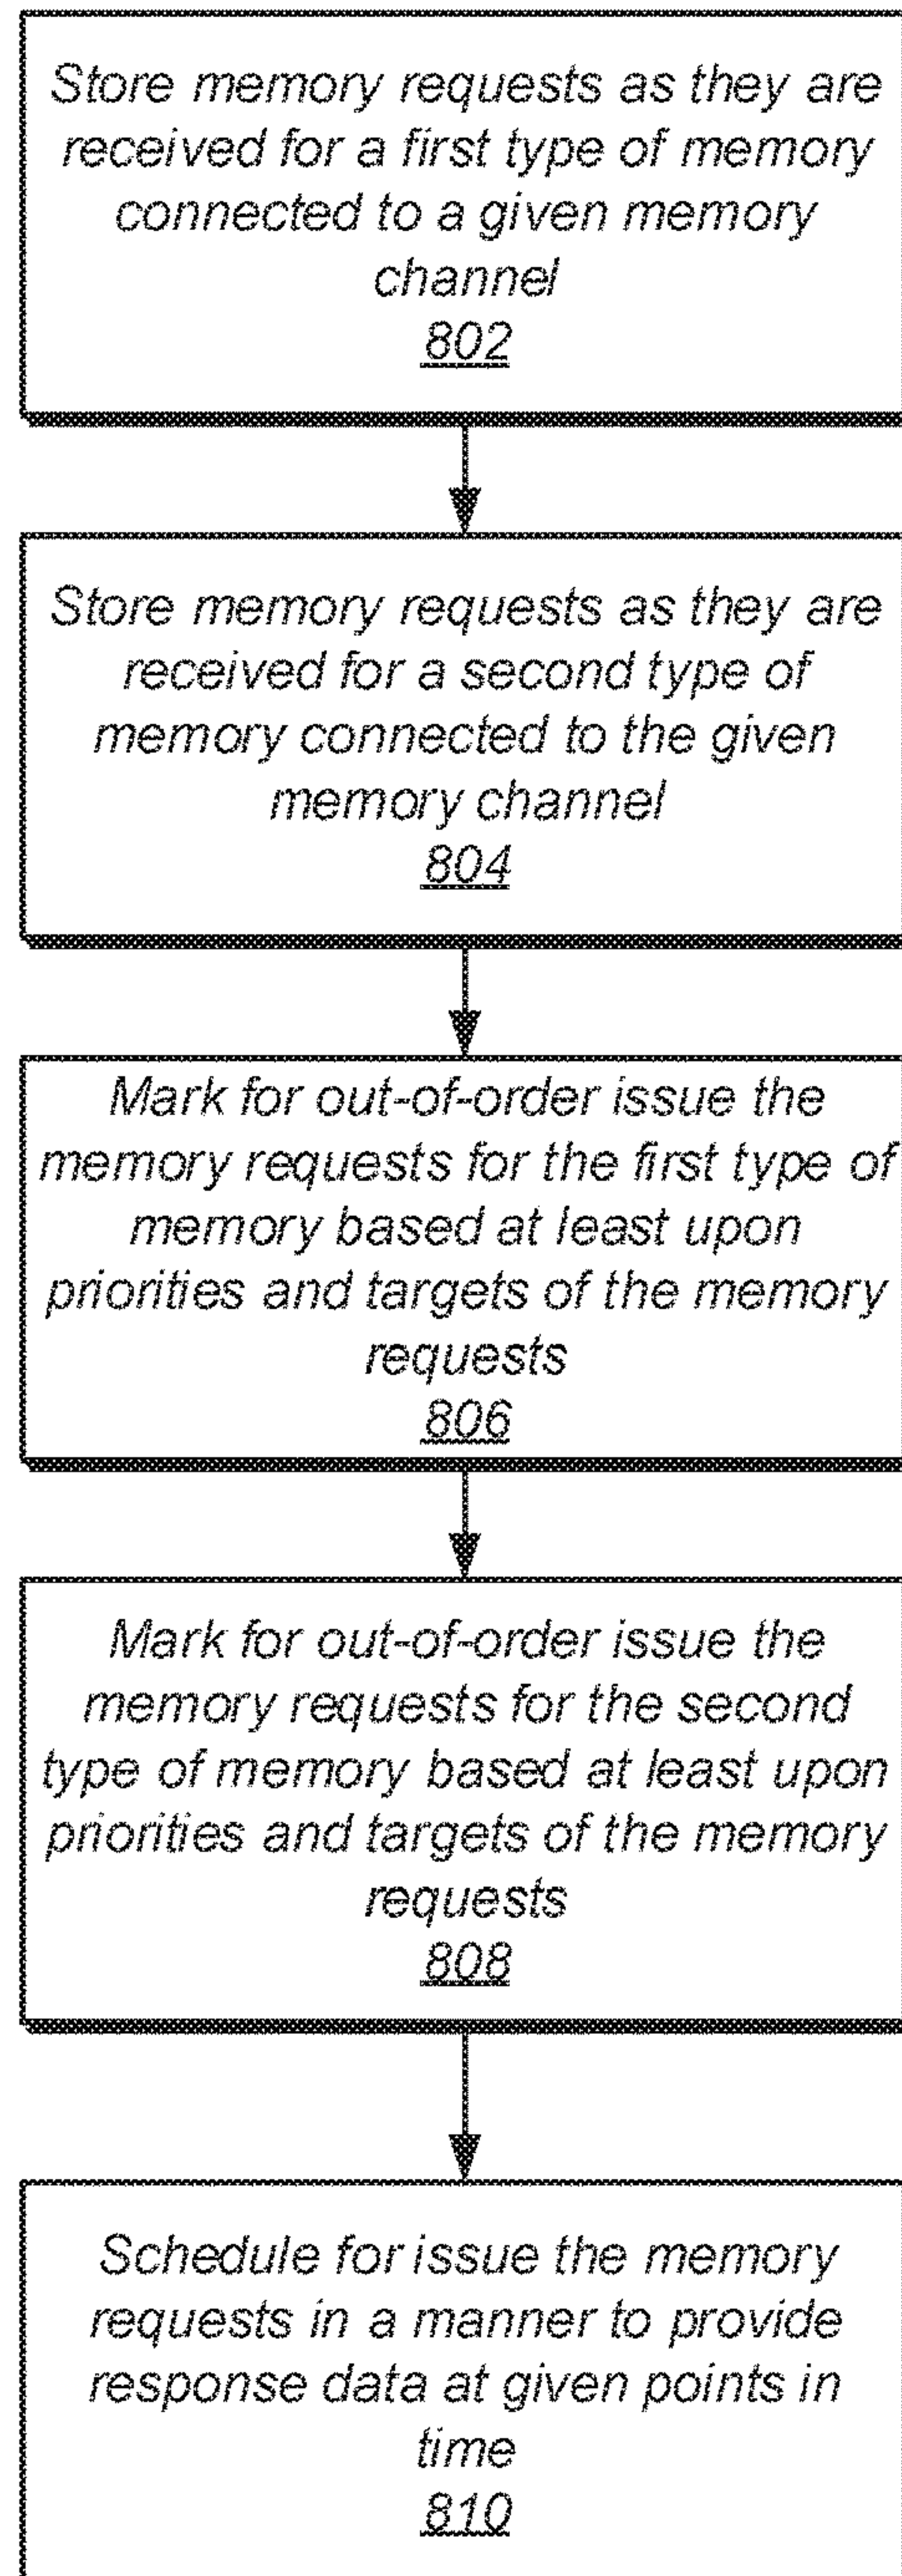 Store memory requests as they are
received for a first type of memory
connected to a given memory
channel
802
Store memory requests as they are
received for a second type of
memory connected to the given
memory channel
804
Mark for out-of-order issue the
memory requests for the first type of
memory based at least upon
priorities and targets of the memory
requests
806
Mark for out-of-order issue the
memory requests for the second
type of memory based at least upon
priorities and targets of the memory
requests
808
Schedule for issue the memory
requests in a manner to provide
response data at given points in
time
810